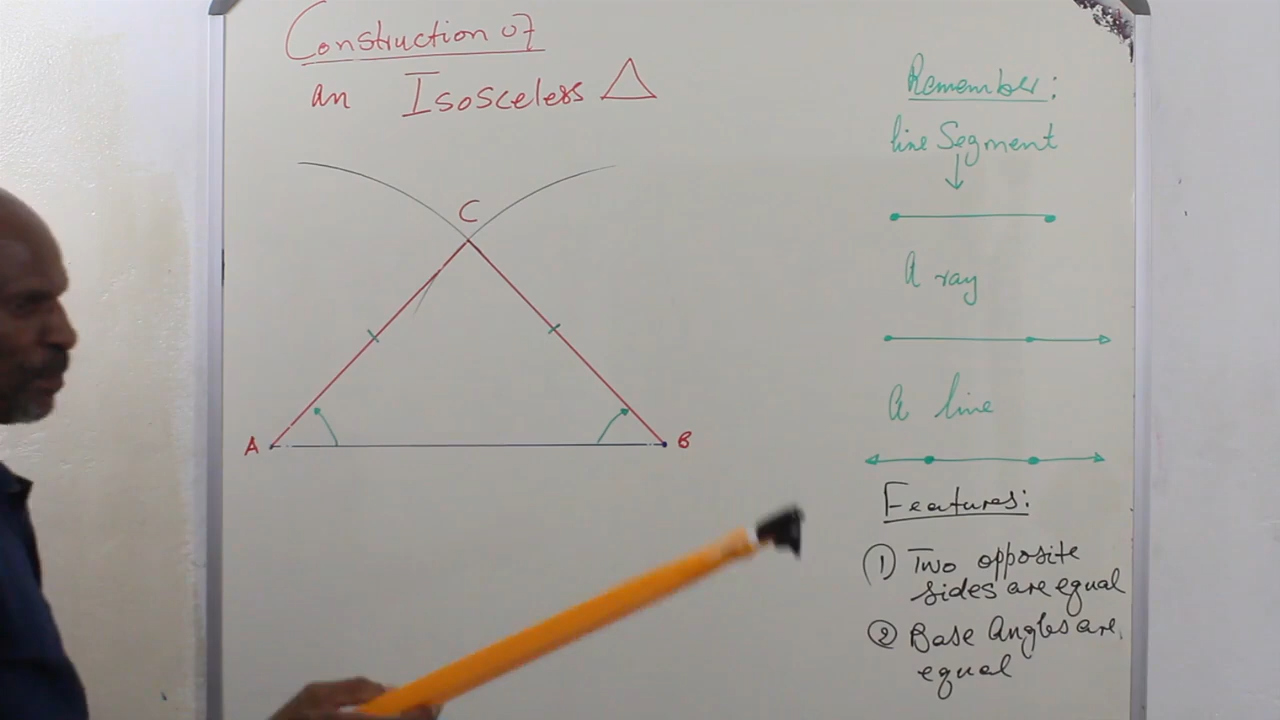 Construction of
an Isosceless △
C
A
B
Remember:
line Segment
A ray
A line
Features:
① Two opposite
sides are equal
② Base Angles are
equal